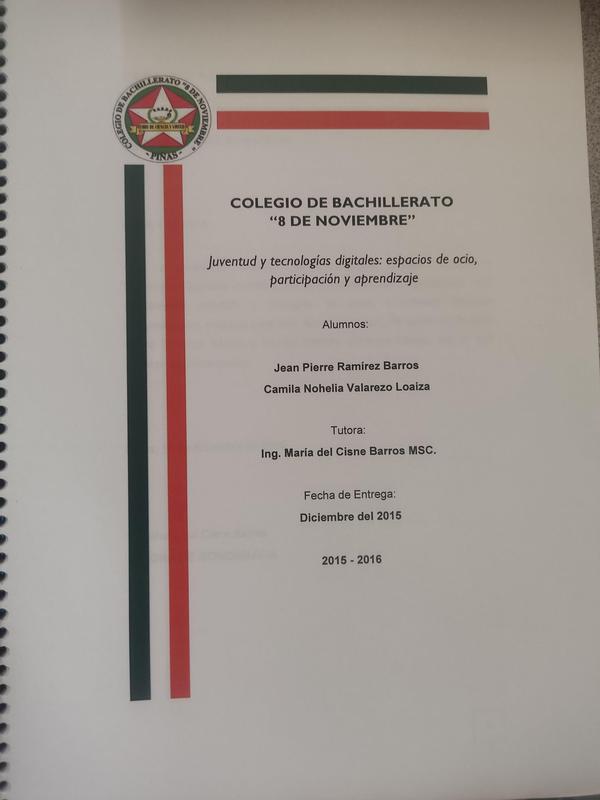 COLEGIO DE BACHILLERATO "8 DE NOVIEMBRE"
- PIÑAS -
COLEGIO DE BACHILLERATO
“8 DE NOVIEMBRE”
Juventud y tecnologías digitales: espacios de ocio,
participación y aprendizaje
Alumnos:
Jean Pierre Ramírez Barros
Camila Nohelia Valarezo Loaiza
Tutora:
Ing. María del Cisne Barros MSC.
Fecha de Entrega:
Diciembre del 2015
2015 - 2016